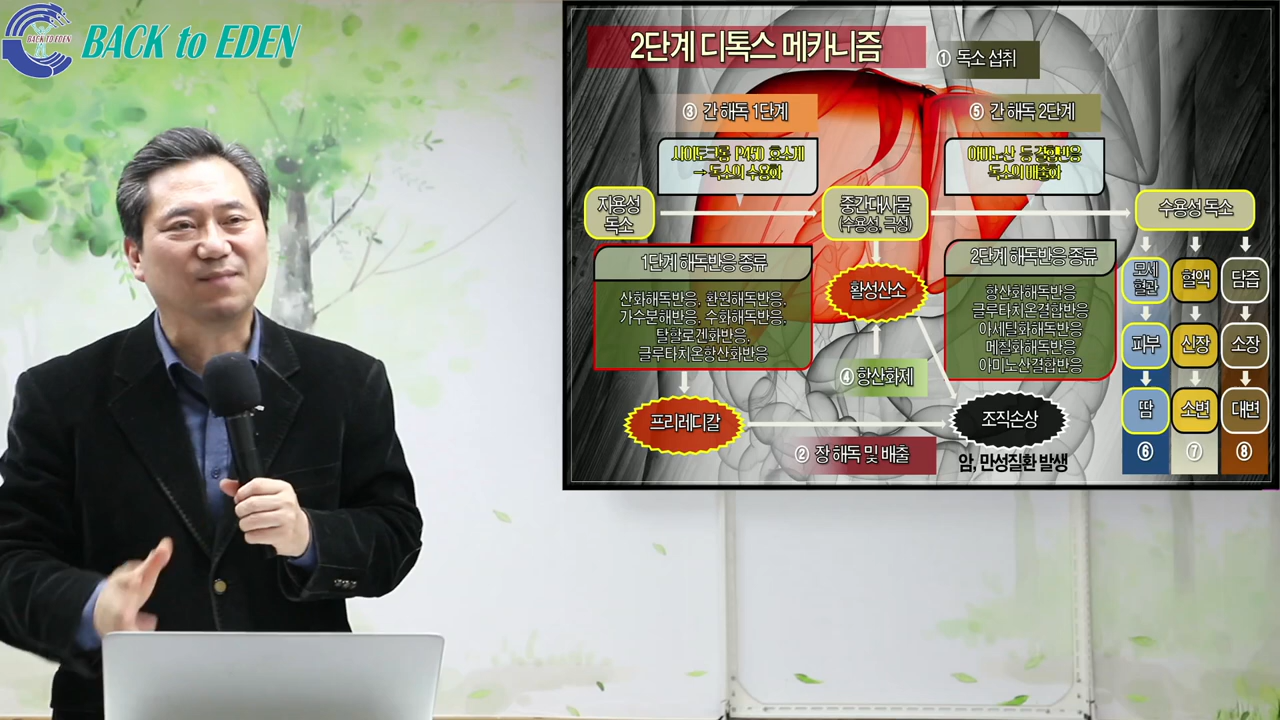 BACK TO EDEN
BACK to EDEN
2단계 디톡스 메카니즘
① 독소 섭취
③ 간 해독 1단계
⑤ 간 해독 2단계
사이토크롬 P450 효소계
→ 독소의 수용화
아미노산 등 결합반응
독소의 배출화
지용성
독소
중간대사물
(수용성, 극성)
수용성 독소
1단계 해독반응 종류
산화해독반응, 환원해독반응,
가수분해반응, 수화해독반응,
탈할로겐화반응,
글루타치온항산화반응
활성산소
2단계 해독반응 종류
항산화해독반응
글루타치온결합반응
아세틸화해독반응
메칠화해독반응
아미노산결합반응
④ 항산화제
프리레디칼
조직손상
② 장 해독 및 배출
암, 만성질환 발생
모세
혈관
혈액
담즙
피부
신장
소장
땀
소변
대변
⑥
⑦
⑧